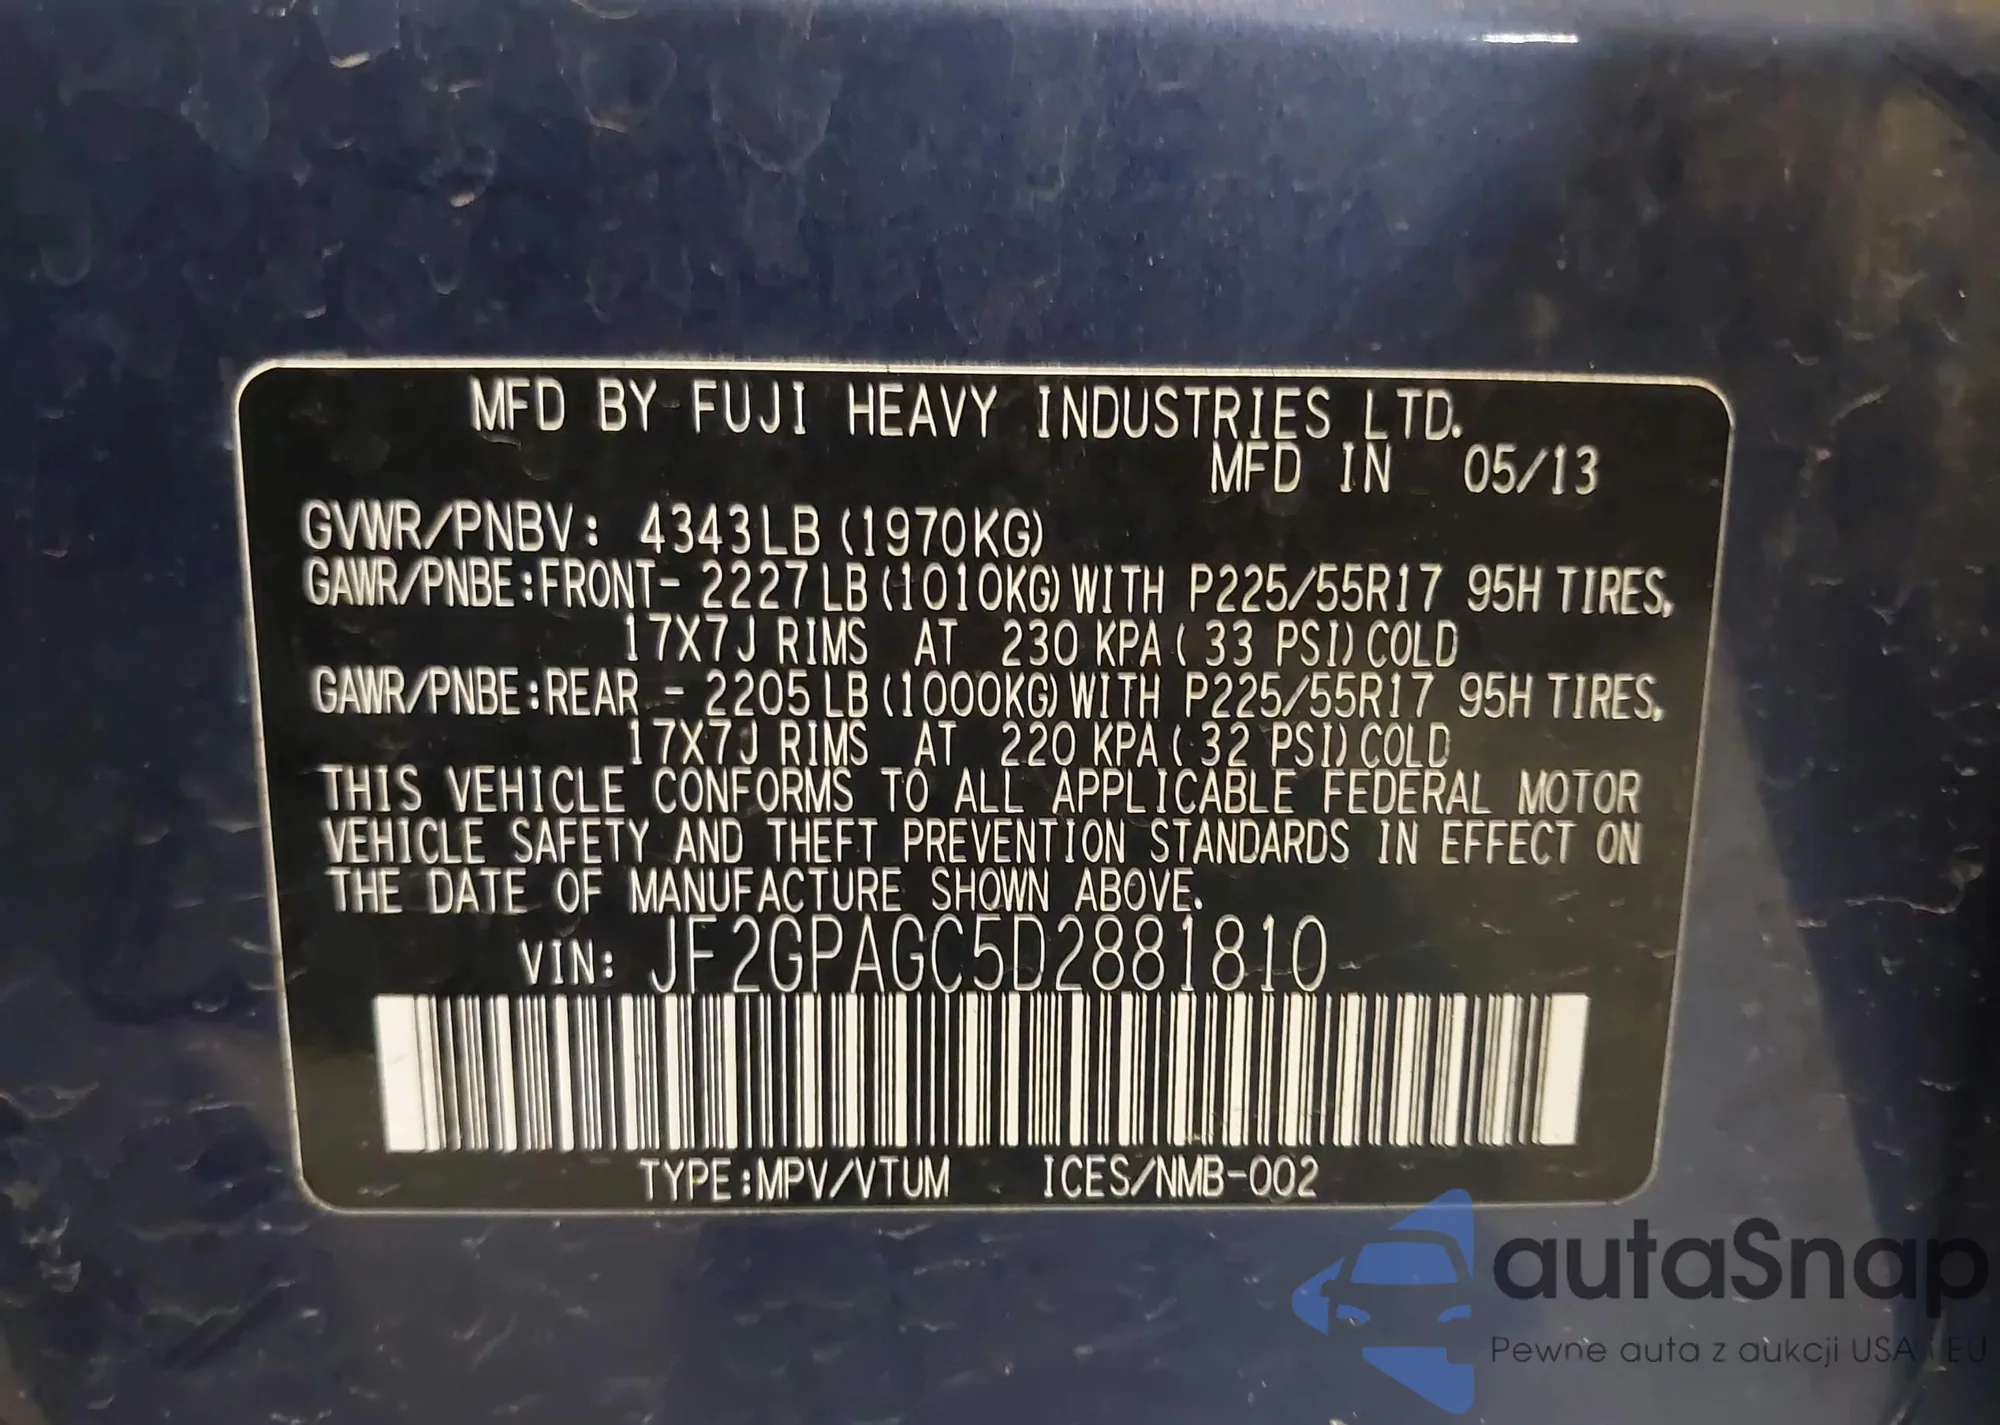 MFD BY FUJI HEAVY INDUSTRIES LTD.
MFD IN 05/13
GVWR/PNBV: 4343LB (1970KG)
GAWR/PNBE:FRONT- 2227 LB (1010KG) WITH P225/55R17 95H TIRES,
17X7J RIMS AT 230 KPA ( 33 PSI) COLD
GAWR/PNBE:REAR - 2205 LB (1000KG) WITH P225/55R17 95H TIRES,
17X7J RIMS AT 220 KPA ( 32 PSI) COLD
THIS VEHICLE CONFORMS TO ALL APPLICABLE FEDERAL MOTOR
VEHICLE SAFETY AND THEFT PREVENTION STANDARDS IN EFFECT ON
THE DATE OF MANUFACTURE SHOWN ABOVE.
VIN: JF2GPAGC5D2881810
TYPE:MPV/VTUM ICES/NMB-002
autaSnap
Pewne auta z aukcji USA i EU